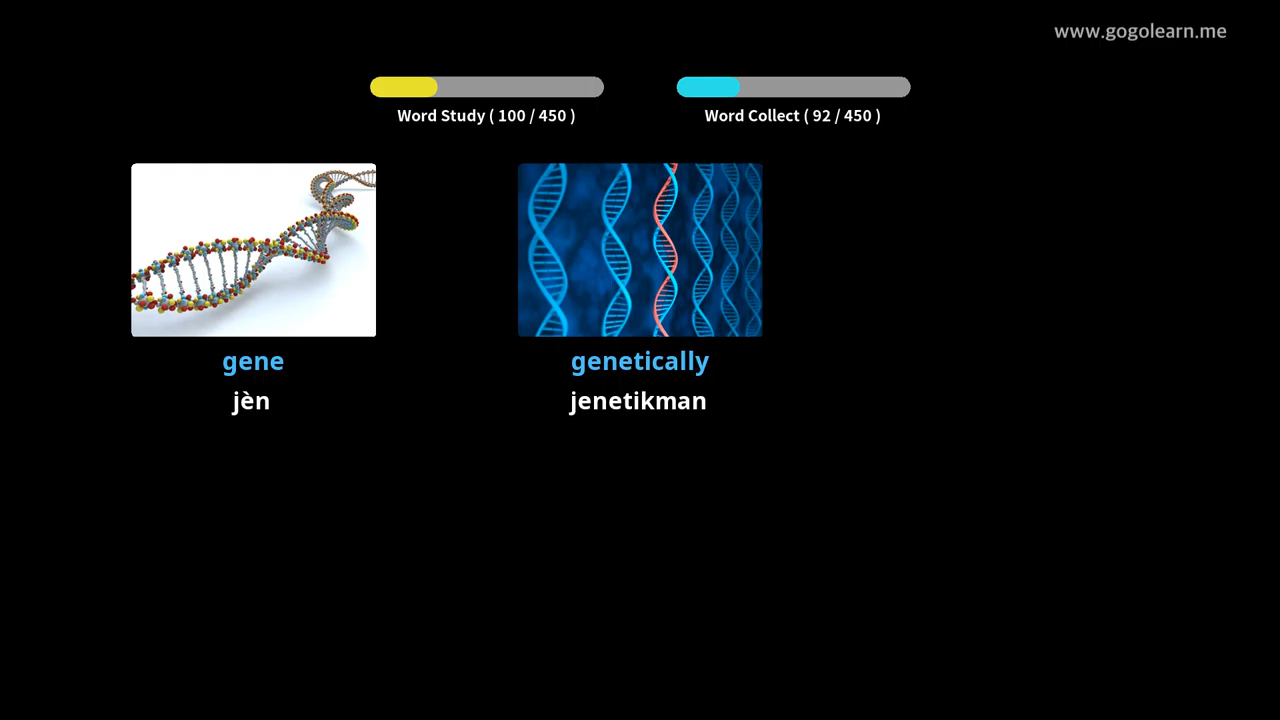 www.gogolearn.me
Word Study ( 100 / 450 )
Word Collect ( 92 / 450 )
gene
jèn
genetically
jenetikman